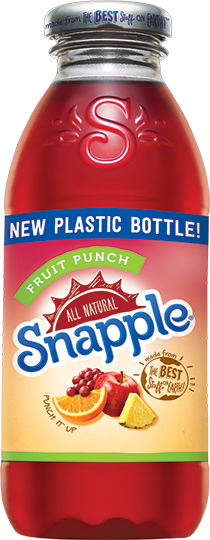 made from THE BEST Stuff ON EARTH!
S
NEW PLASTIC BOTTLE!
FRUIT PUNCH
ALL NATURAL
Snapple®
made from
THE BEST
Stuff ON EARTH!
PUNCH IT UP